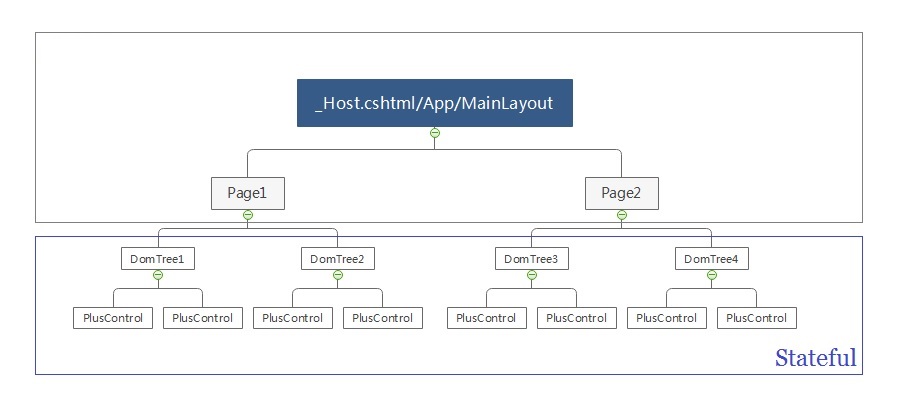 _Host.cshtml/App/MainLayout
Page1 Page2
DomTree1 DomTree2 DomTree3 DomTree4
PlusControl PlusControl PlusControl PlusControl PlusControl PlusControl PlusControl PlusControl
Stateful